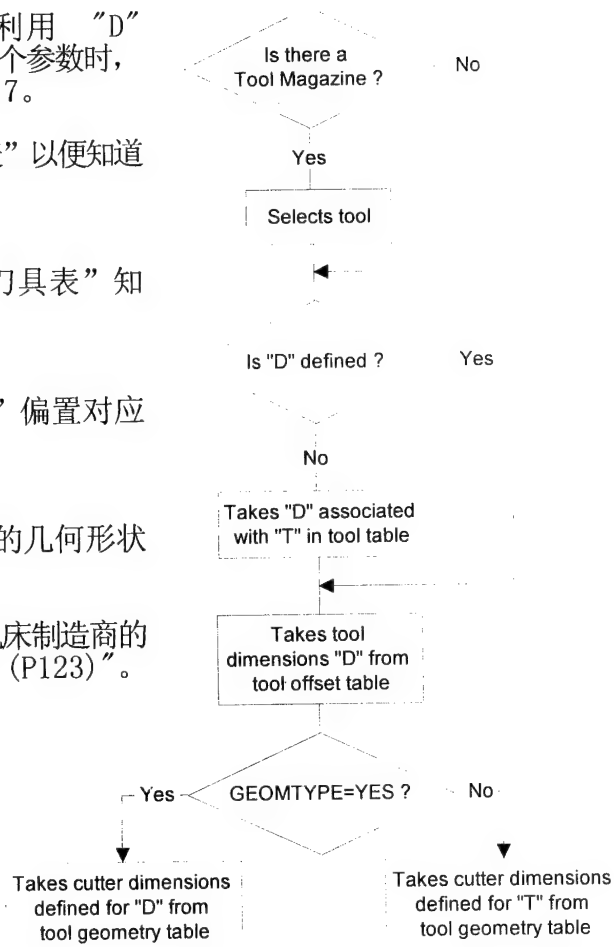 利用 "D"
个参数时，
7。
”以便知道
刀具表”知
”偏置对应
的几何形状
床制造商的
(P123)"。
Is there a
Tool Magazine ?
No
Yes
Selects tool
Is "D" defined ?
Yes
No
Takes "D" associated
with "T" in tool table
Takes tool
dimensions "D" from
tool offset table
Yes
GEOMTYPE=YES ?
No
Takes cutter dimensions
defined for "D" from
tool geometry table
Takes cutter dimensions
defined for "T" from
tool geometry table